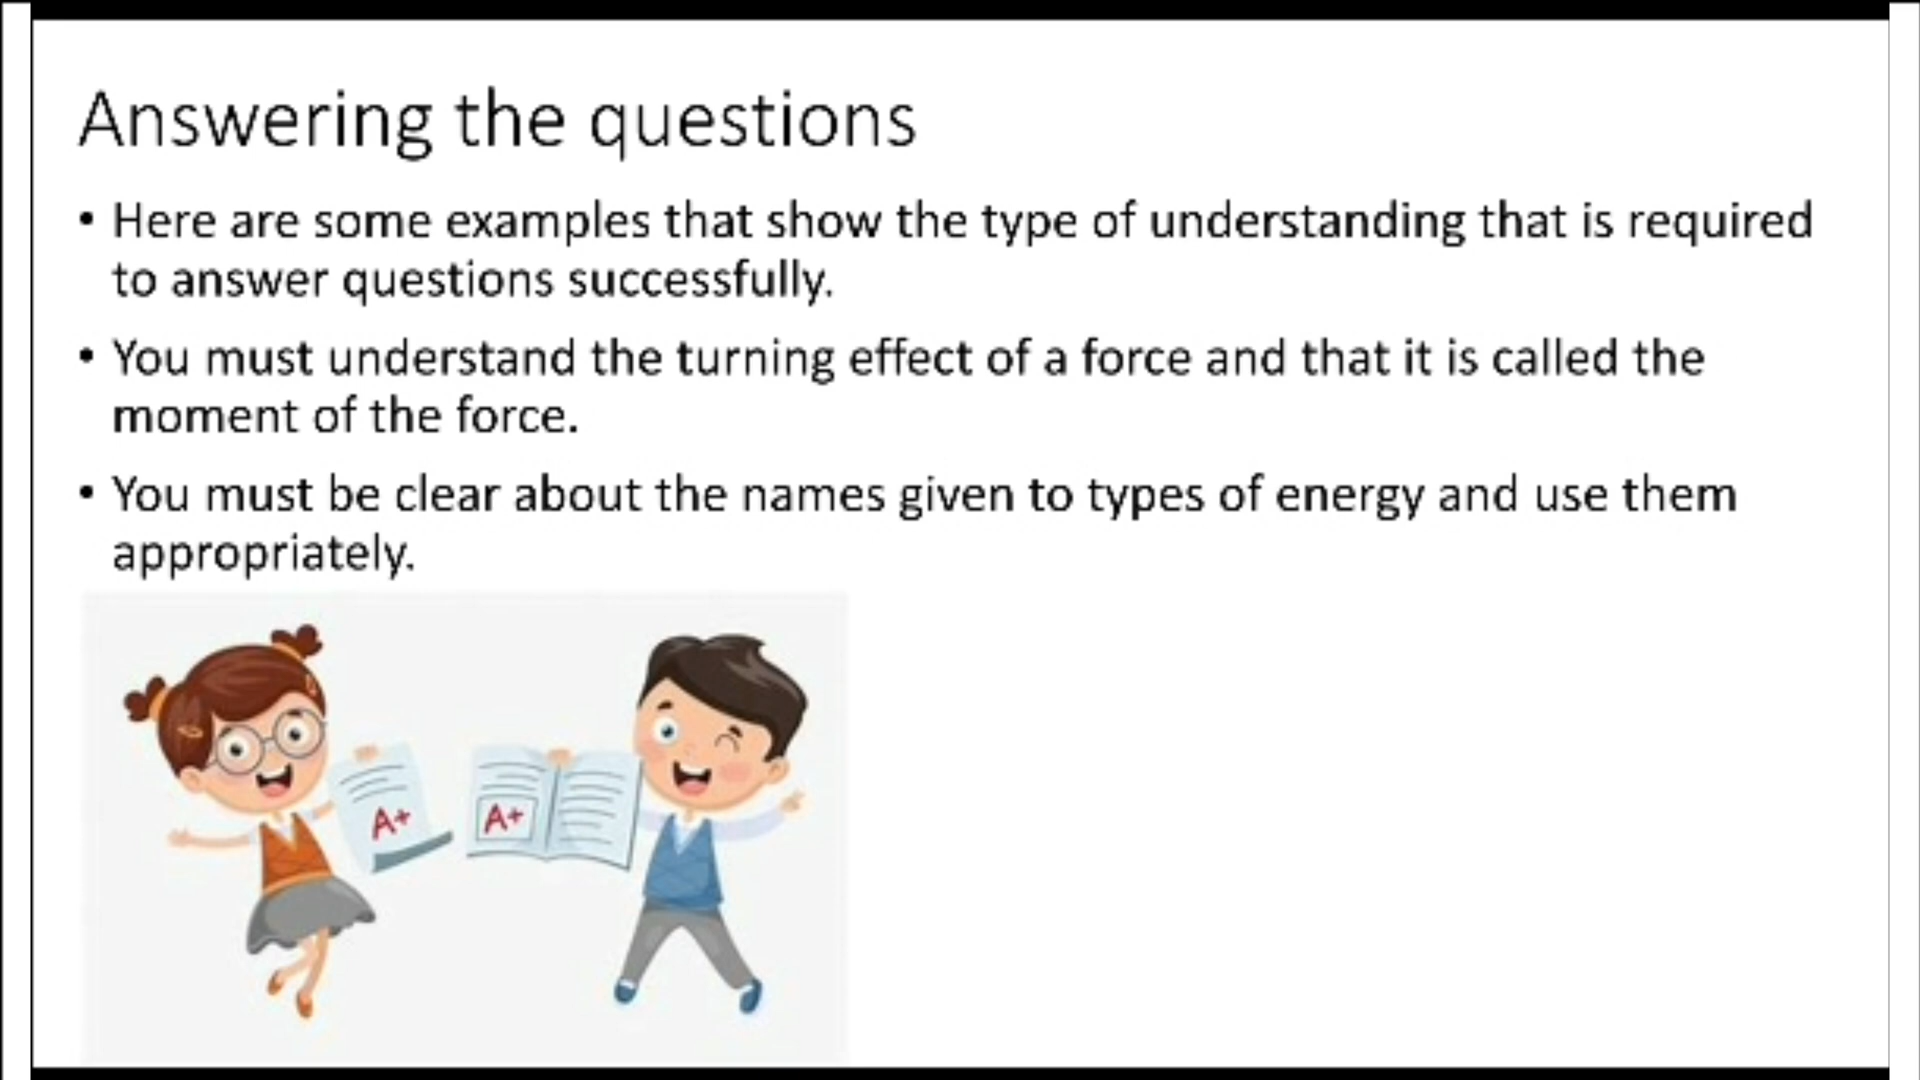 Answering the questions
• Here are some examples that show the type of understanding that is required
to answer questions successfully.
• You must understand the turning effect of a force and that it is called the
moment of the force.
• You must be clear about the names given to types of energy and use them
appropriately.
A+ A+